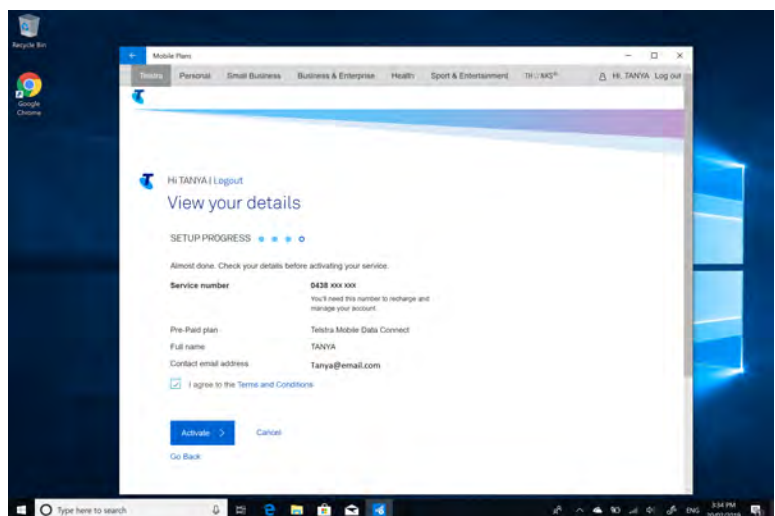 Recycle Bin
Google
Chrome
Mobile Plans
Telstra Personal Small Business Business & Enterprise Health Sport & Entertainment Hi, TANYA Log out
Hi TANYA | Logout
View your details
SETUP PROGRESS
Almost done. Check your details before activating your service.
Service number 0438 xxx xxx
You'll need this number to recharge and
manage your account.
Pre-Paid plan Telstra Mobile Data Connect
Full name TANYA
Contact email address Tanya@email.com
I agree to the Terms and Conditions
Activate
Cancel
Go Back
Type here to search ENG 3:34 PM